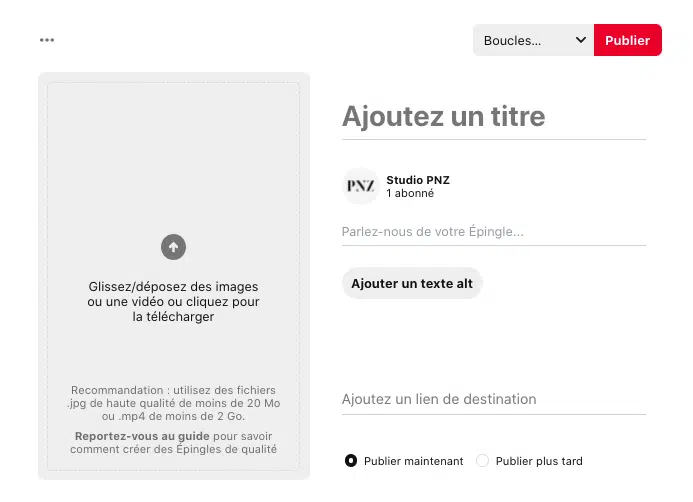 Boucles...
Publier
Ajoutez un titre
PNZ
Studio PNZ
1 abonné
Parlez-nous de votre Épingle...
Ajouter un texte alt
Glissez/déposez des images
ou une vidéo ou cliquez pour
la télécharger
Recommandation : utilisez des fichiers
.jpg de haute qualité de moins de 20 Mo
ou .mp4 de moins de 2 Go.
Reportez-vous au guide pour savoir
comment créer des Épingles de qualité
Ajoutez un lien de destination
Publier maintenant
Publier plus tard